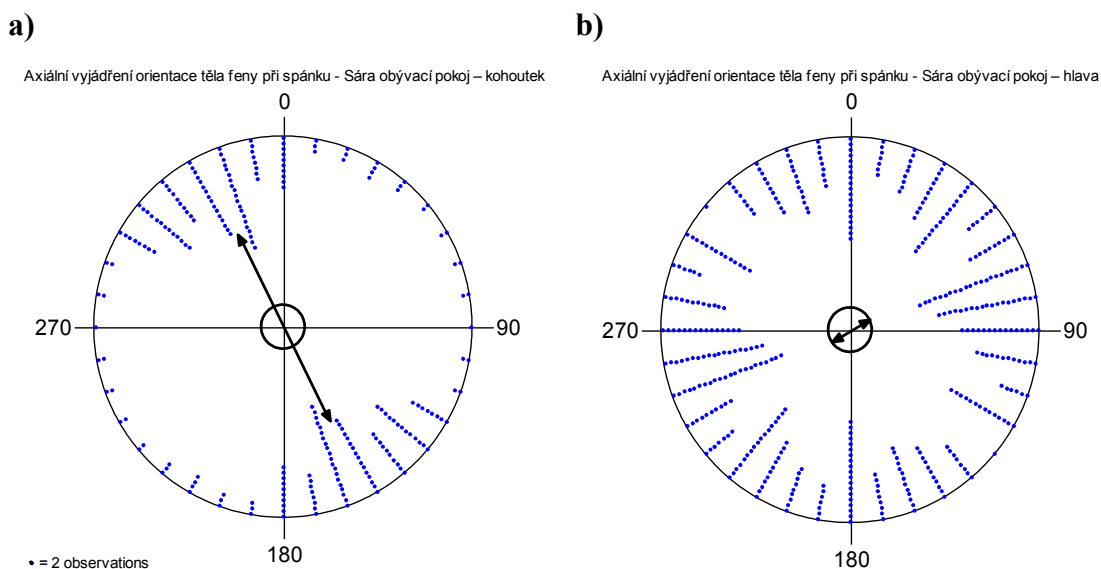 a)
b)
Axiální vyjádření orientace těla feny při spánku - Sára obývací pokoj – kohoutek
Axiální vyjádření orientace těla feny při spánku - Sára obývací pokoj – hlava
0
0
270
90
270
90
180
180
• = 2 observations